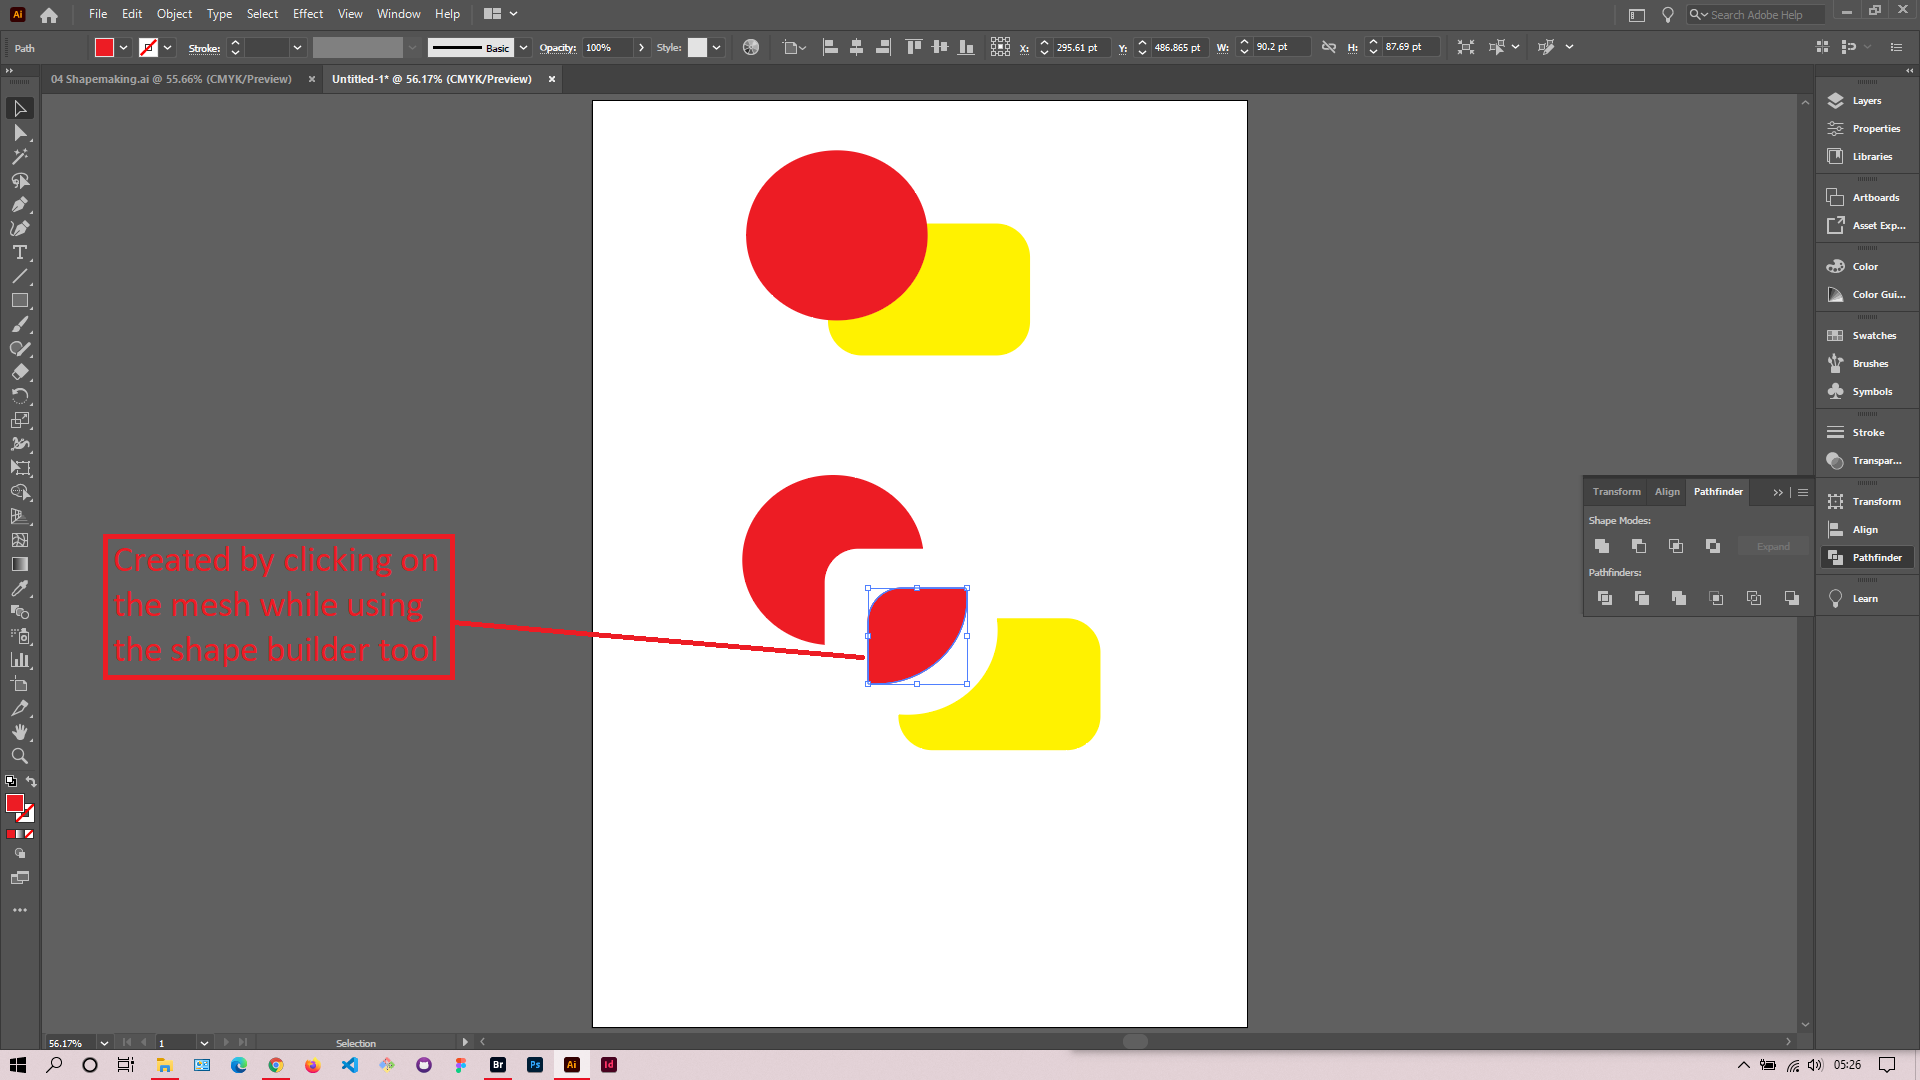 Ai File Edit Object Type Select Effect View Window Help Search Adobe Help
Path Stroke: Basic Opacity: 100% Style: X: 295.61 pt Y: 486.865 pt W: 90.2 pt H: 87.69 pt
04 Shapemaking.ai @ 55.66% (CMYK/Preview) × Untitled-1* @ 56.17% (CMYK/Preview) ×
Layers
Properties
Libraries
Artboards
Asset Exp...
Color
Color Gui...
Swatches
Brushes
Symbols
Stroke
Transpar...
Transform
Align
Pathfinder
Learn
Transform Align Pathfinder
Shape Modes:
Expand
Pathfinders:
Created by clicking on
the mesh while using
the shape builder tool
56.17% 1 Selection
Br Ps Ai Id 05:26